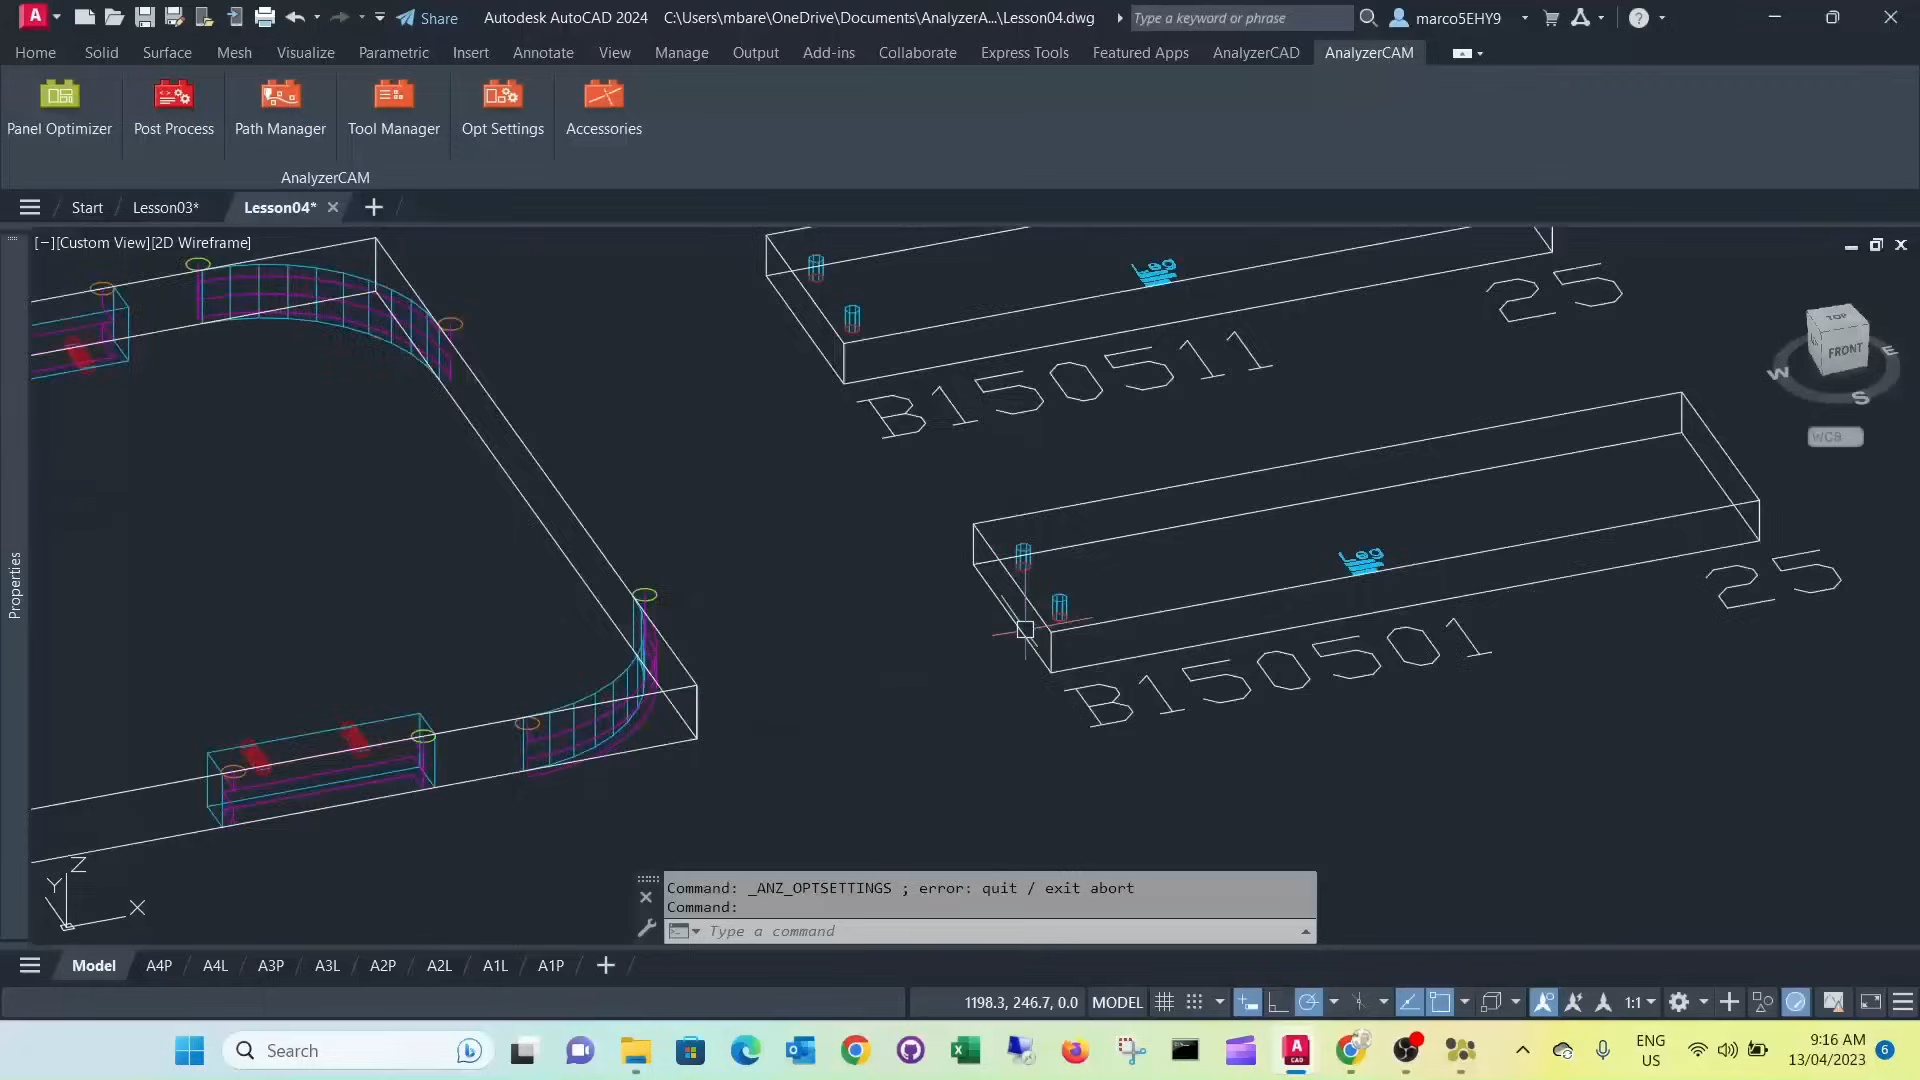 Share
Autodesk AutoCAD 2024 C:\Users\mbare\OneDrive\Documents\AnalyzerA...\Lesson04.dwg
Type a keyword or phrase
marco5EHY9
Home Solid Surface Mesh Visualize Parametric Insert Annotate View Manage Output Add-ins Collaborate Express Tools Featured Apps AnalyzerCAD AnalyzerCAM
Panel Optimizer Post Process Path Manager Tool Manager Opt Settings Accessories
AnalyzerCAM
Start Lesson03* Lesson04*
[−][Custom View][2D Wireframe]
Leg
25
B150511
TOP
FRONT
W
E
S
WCS
Leg
25
B150501
Properties
Z
Y
X
Command: _ANZ_OPTSETTINGS ; error: quit / exit abort
Command:
Type a command
Model A4P A4L A3P A3L A2P A2L A1L A1P
1198.3, 246.7, 0.0 MODEL 1:1
Search
A CAD
ENG
US
9:16 AM
13/04/2023
6